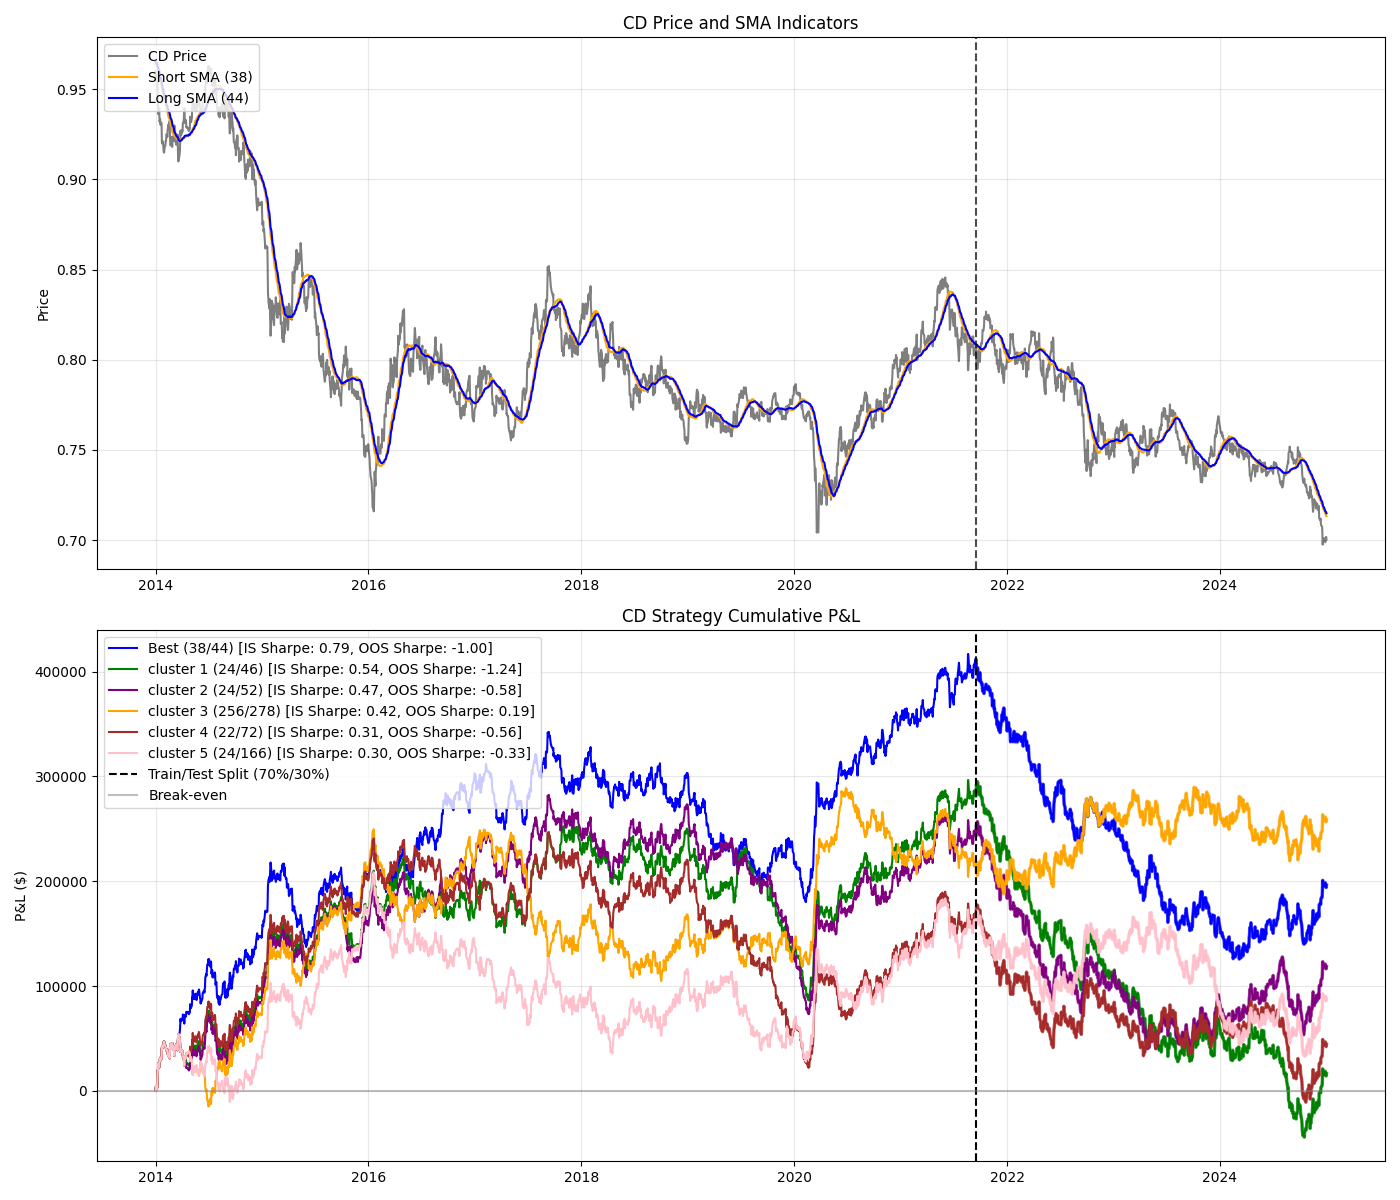 CD Price and SMA Indicators
CD Price
Short SMA (38)
Long SMA (44)
Price
0.95
0.90
0.85
0.80
0.75
0.70
2014 2016 2018 2020 2022 2024
CD Strategy Cumulative P&L
Best (38/44) [IS Sharpe: 0.79, OOS Sharpe: -1.00]
cluster 1 (24/46) [IS Sharpe: 0.54, OOS Sharpe: -1.24]
cluster 2 (24/52) [IS Sharpe: 0.47, OOS Sharpe: -0.58]
cluster 3 (256/278) [IS Sharpe: 0.42, OOS Sharpe: 0.19]
cluster 4 (22/72) [IS Sharpe: 0.31, OOS Sharpe: -0.56]
cluster 5 (24/166) [IS Sharpe: 0.30, OOS Sharpe: -0.33]
Train/Test Split (70%/30%)
Break-even
P&L ($)
400000
300000
200000
100000
0
2014 2016 2018 2020 2022 2024